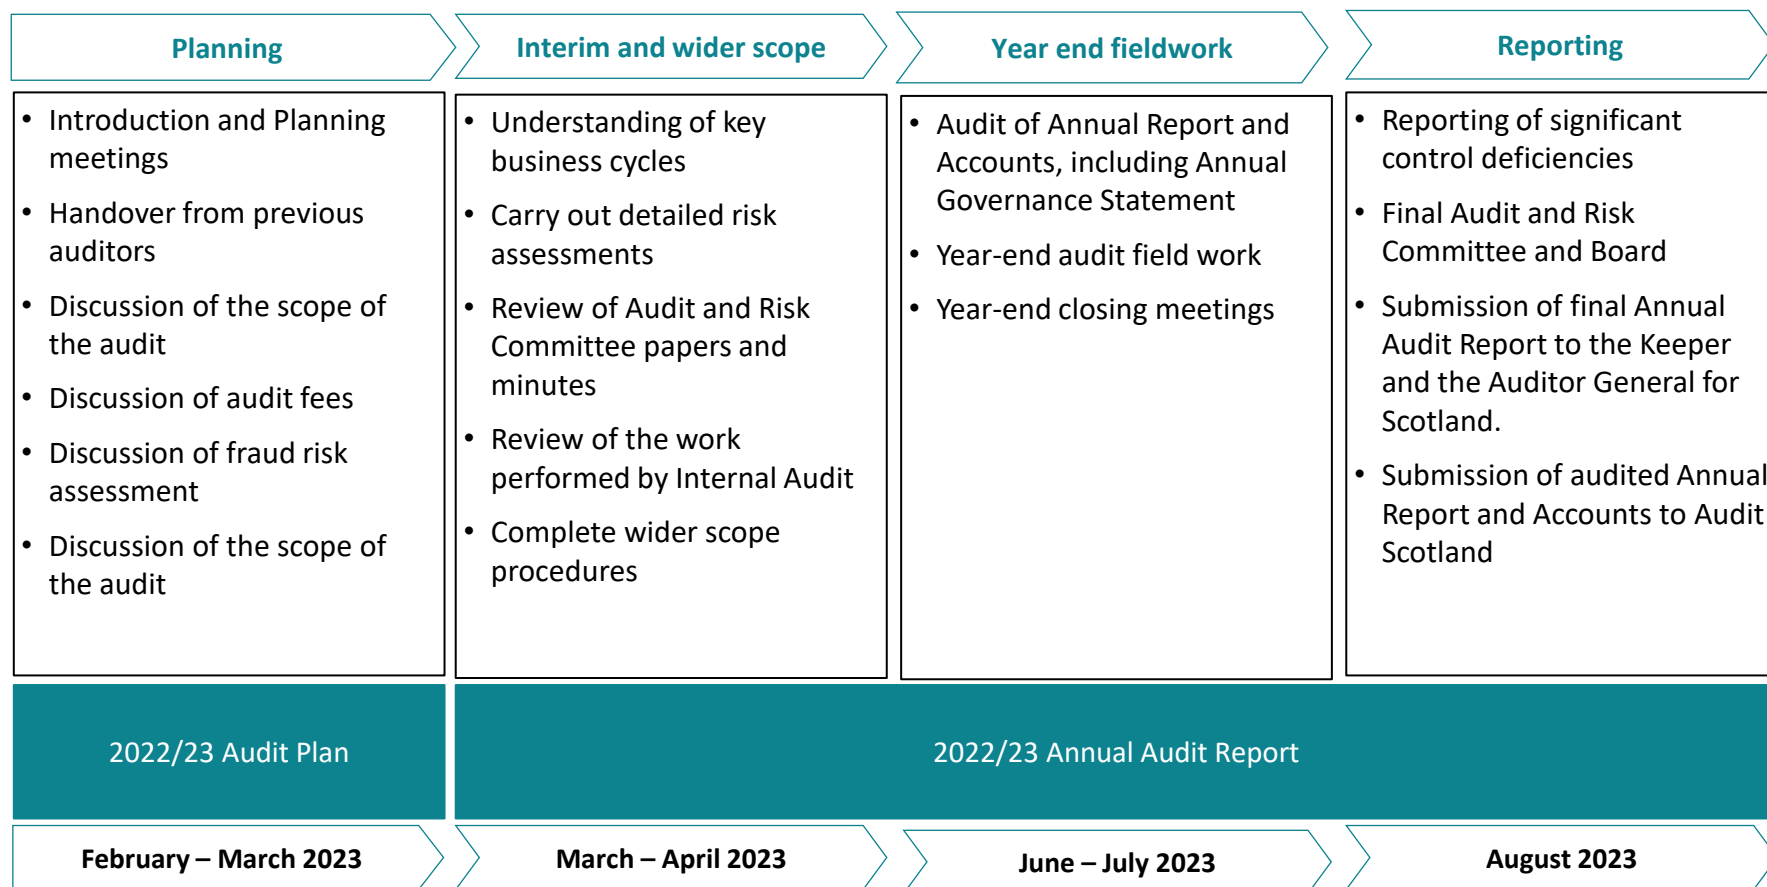 Planning
Interim and wider scope
Year end fieldwork
Reporting
• Introduction and Planning
meetings
• Handover from previous
auditors
• Discussion of the scope of
the audit
• Discussion of audit fees
• Discussion of fraud risk
assessment
• Discussion of the scope of
the audit
• Understanding of key
business cycles
• Carry out detailed risk
assessments
• Review of Audit and Risk
Committee papers and
minutes
• Review of the work
performed by Internal Audit
• Complete wider scope
procedures
• Audit of Annual Report and
Accounts, including Annual
Governance Statement
• Year-end audit field work
• Year-end closing meetings
• Reporting of significant
control deficiencies
• Final Audit and Risk
Committee and Board
• Submission of final Annual
Audit Report to the Keeper
and the Auditor General for
Scotland.
• Submission of audited Annual
Report and Accounts to Audit
Scotland
2022/23 Audit Plan
2022/23 Annual Audit Report
February – March 2023
March – April 2023
June – July 2023
August 2023